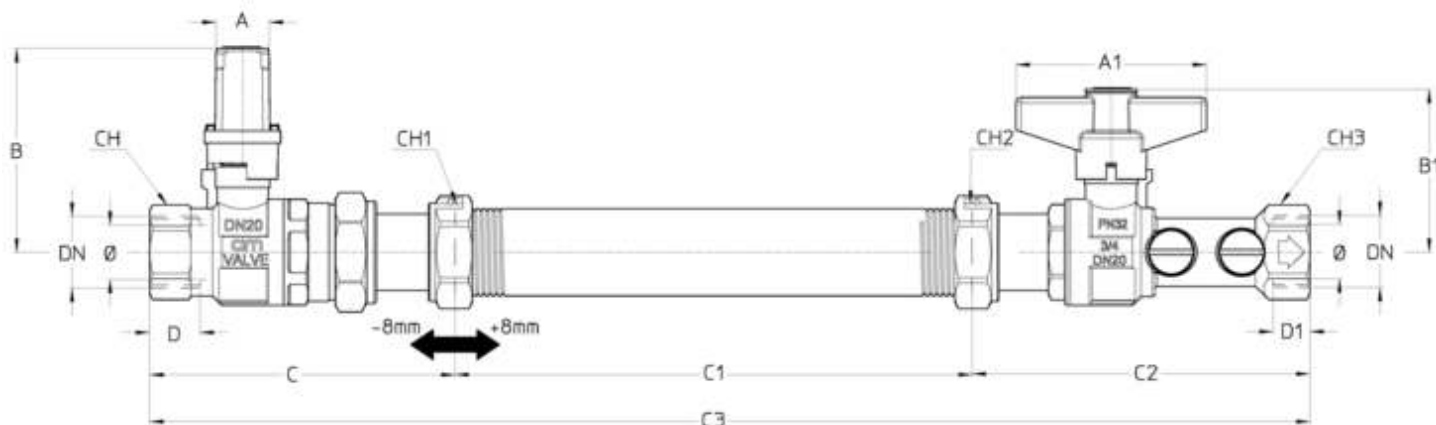 A
A1
B
CH
CH1
CH2
CH3
B1
DN
Ø
DN20
VALVE
PN32
3/4
DN20
Ø
DN
D
-8mm
+8mm
D1
C
C1
C2
C3